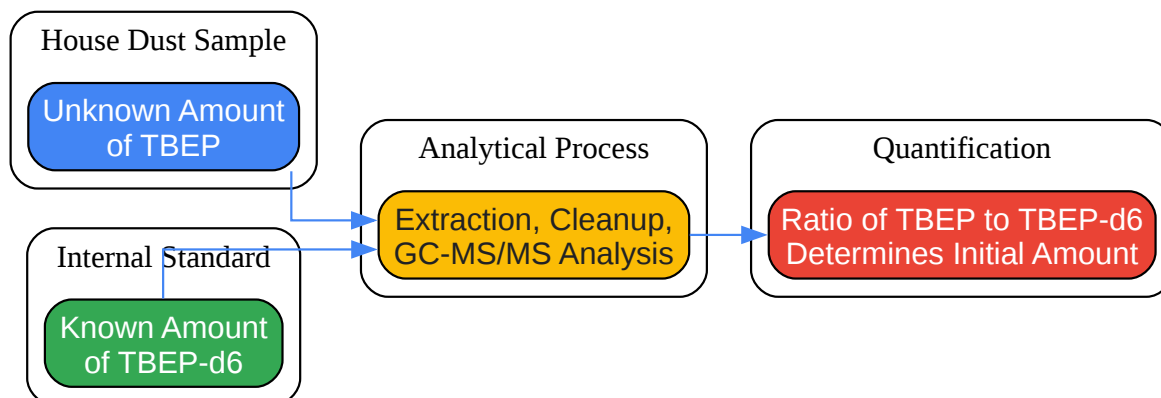 House Dust Sample
Unknown Amount
of TBEP
Internal Standard
Known Amount
of TBEP-d6
Analytical Process
Extraction, Cleanup,
GC-MS/MS Analysis
Quantification
Ratio of TBEP to TBEP-d6
Determines Initial Amount